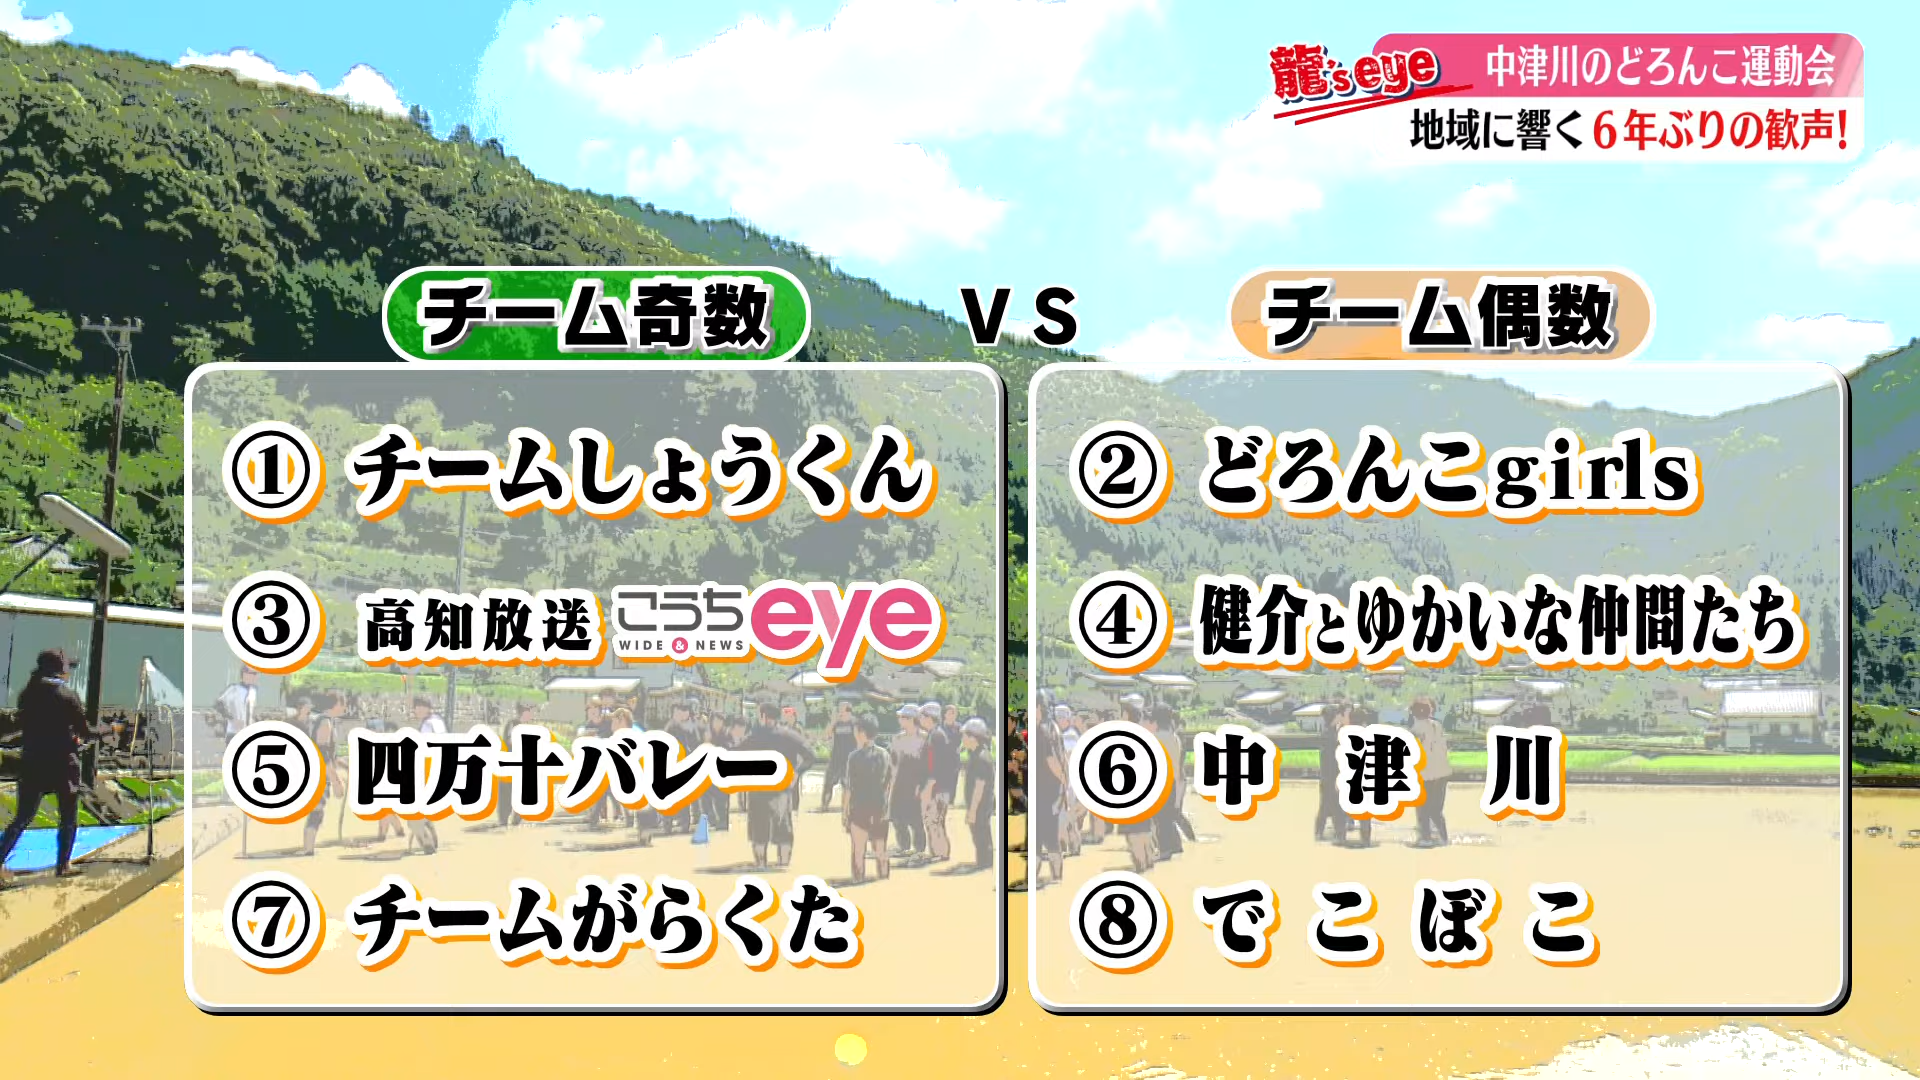 龍's eye 中津川のどろんこ運動会
地域に響く6年ぶりの歓声!
チーム奇数 VS チーム偶数
① チームしょうくん
③ 高知放送 こうちeye
WIDE & NEWS
⑤ 四万十バレー
⑦ チームがらくた
② どろんこgirls
④ 健介とゆかいな仲間たち
⑥ 中津川
⑧ でこぼこ